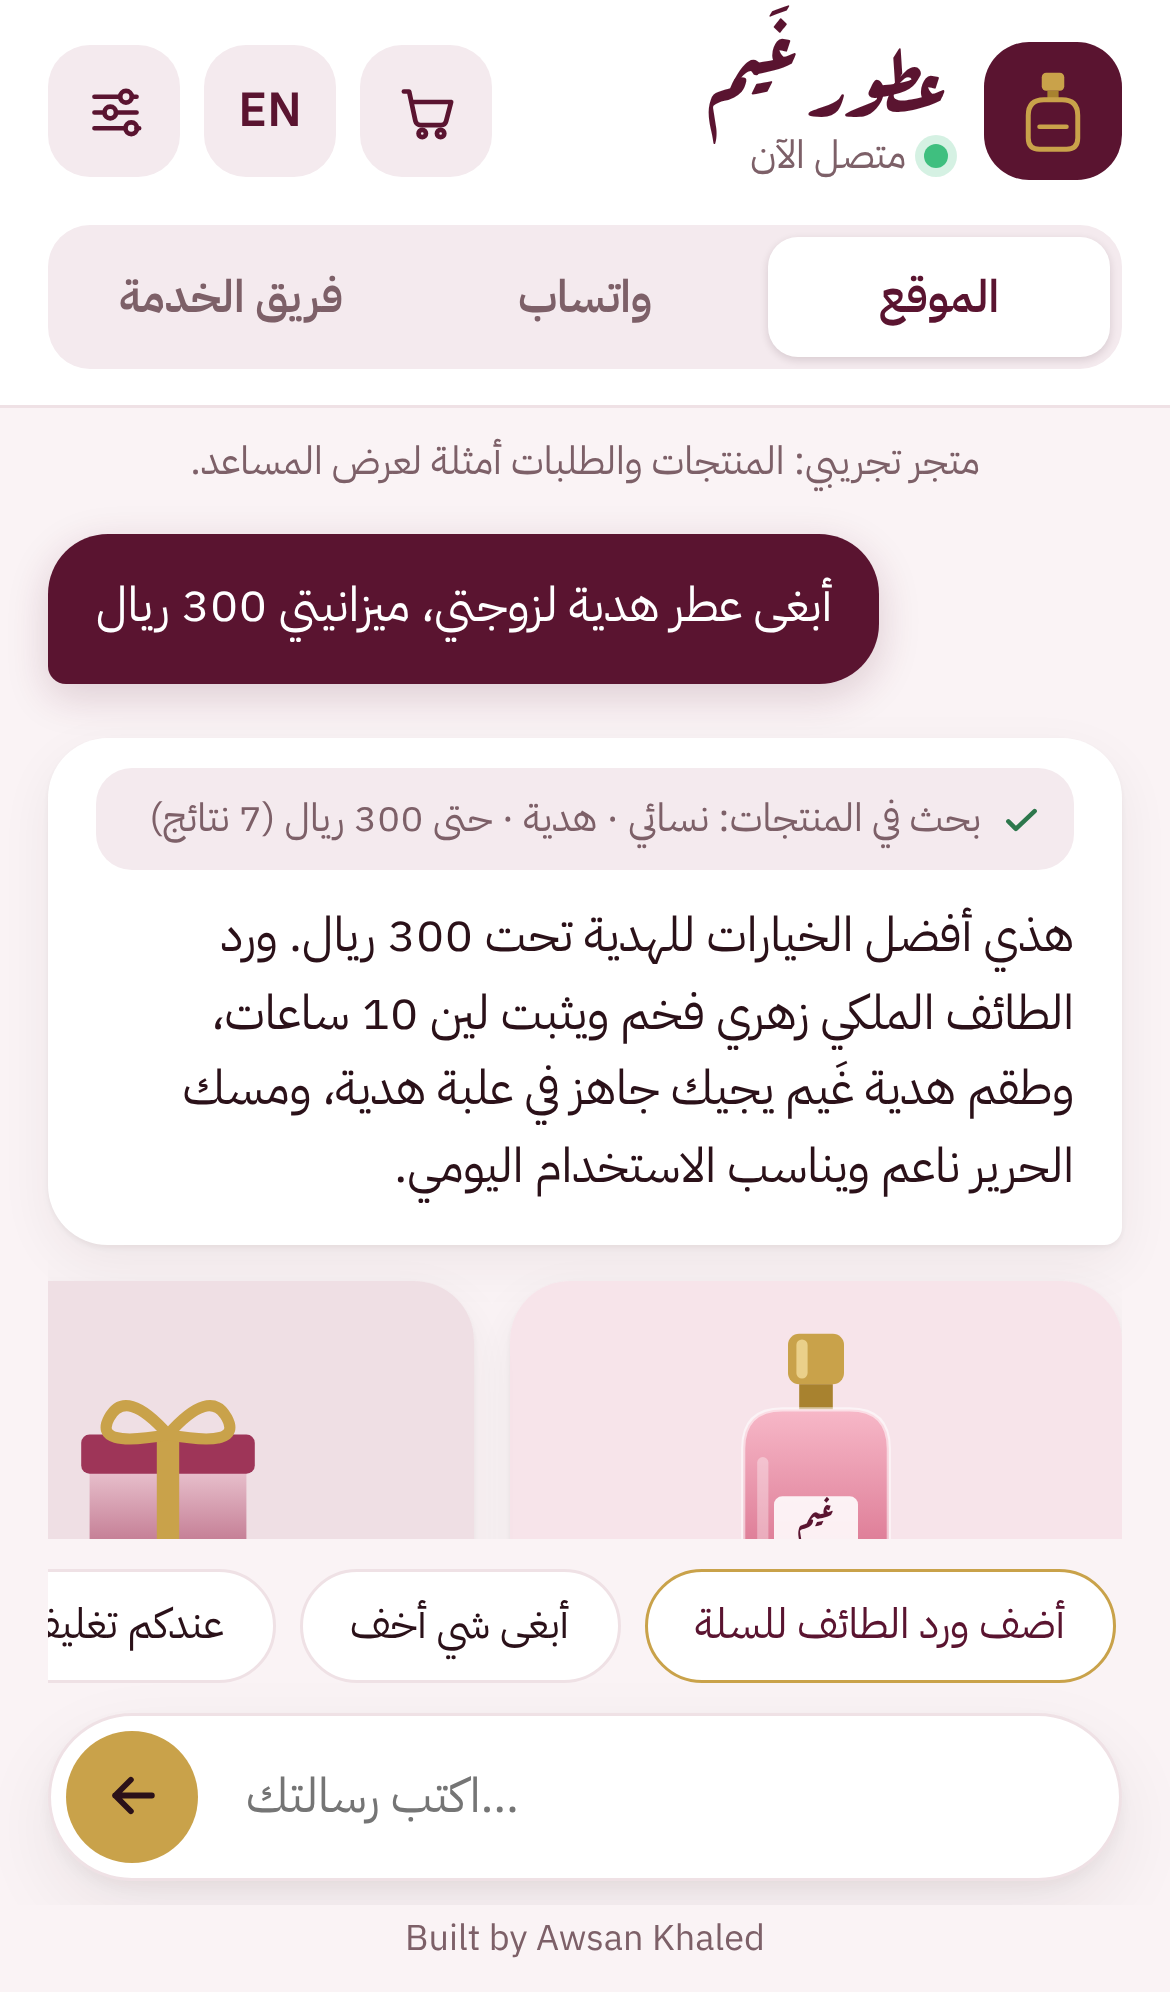 عطور غَيم
متصل الآن
EN
الموقع
واتساب
فريق الخدمة
متجر تجريبي: المنتجات والطلبات أمثلة لعرض المساعد.
أبغى عطر هدية لزوجتي، ميزانيتي 300 ريال
بحث في المنتجات: نسائي · هدية · حتى 300 ريال (7 نتائج)
هذي أفضل الخيارات للهدية تحت 300 ريال. ورد
الطائف الملكي زهري فخم ويثبت لين 10 ساعات،
وطقم هدية غَيم يجيك جاهز في علبة هدية، ومسك
الحرير ناعم ويناسب الاستخدام اليومي.
غيم
أضف ورد الطائف للسلة
أبغى شي أخف
عندكم تغليف
اكتب رسالتك...
Built by Awsan Khaled